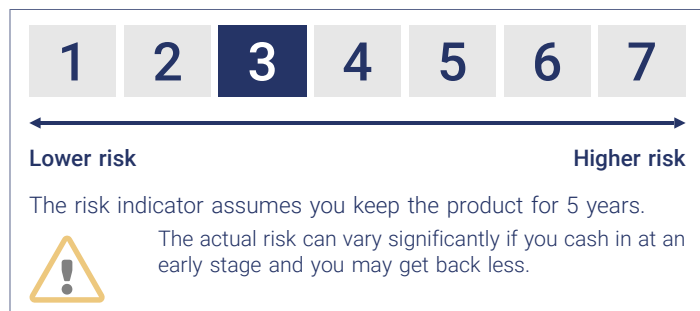 1 2 3 4 5 6 7
Lower risk Higher risk
The risk indicator assumes you keep the product for 5 years.
The actual risk can vary significantly if you cash in at an
early stage and you may get back less.